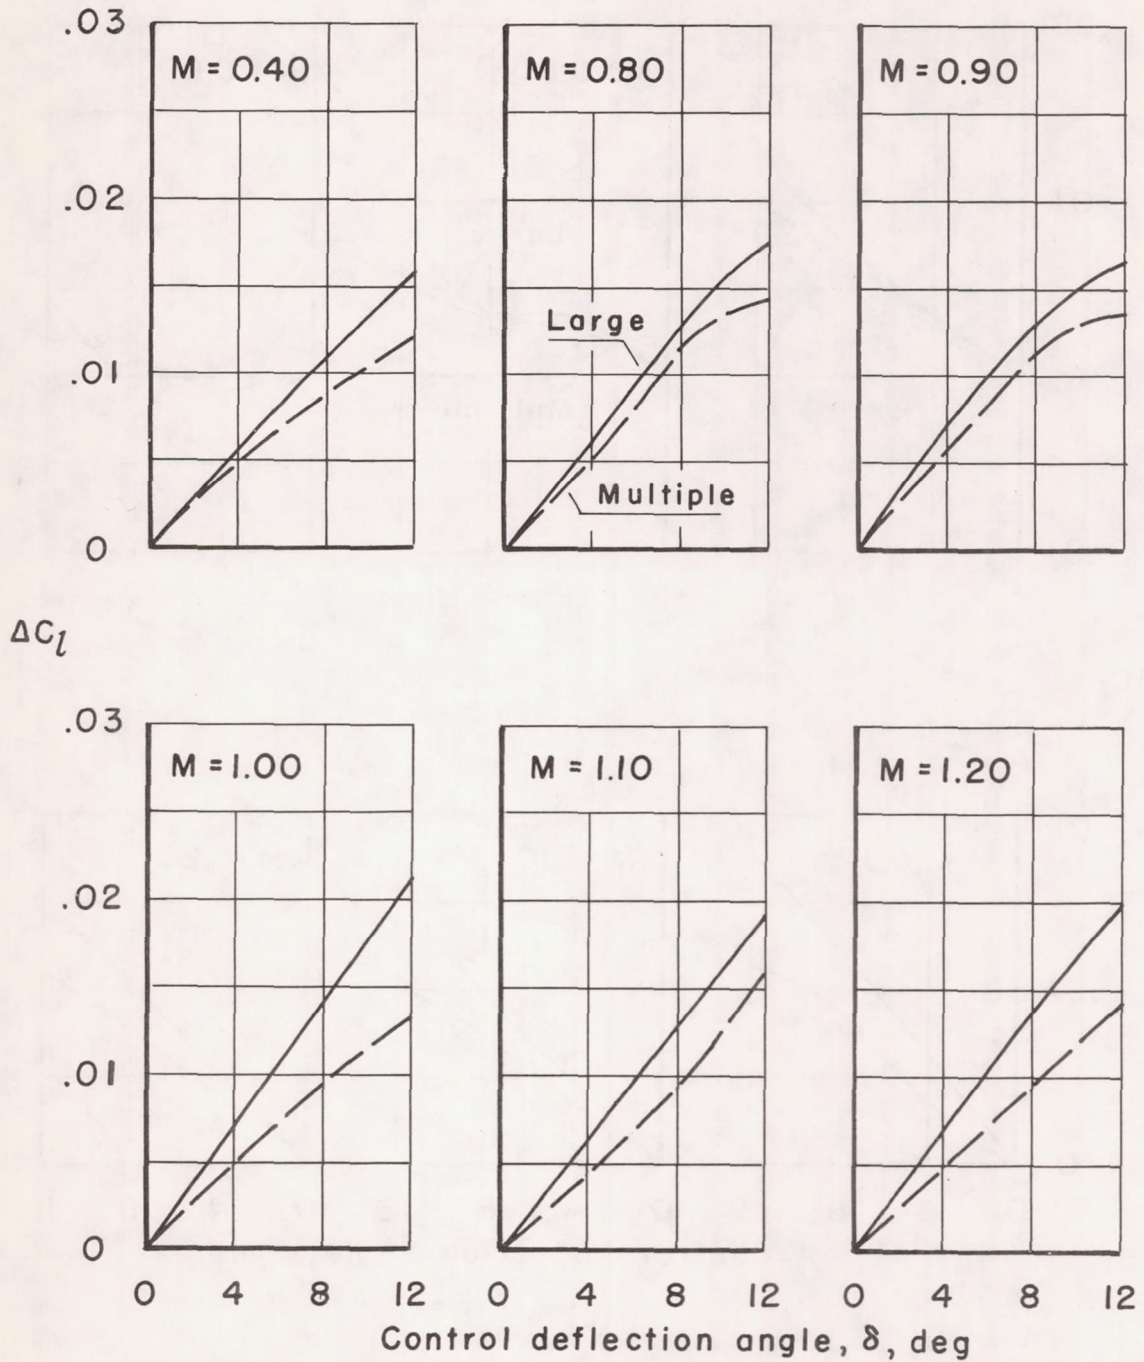 .03
M = 0.40
M = 0.80
M = 0.90
.02
Large
.01
Multiple
0
ΔCl
.03
M = 1.00
M = 1.10
M = 1.20
.02
.01
0
0 4 8 12 0 4 8 12 0 4 8 12
Control deflection angle, δ, deg